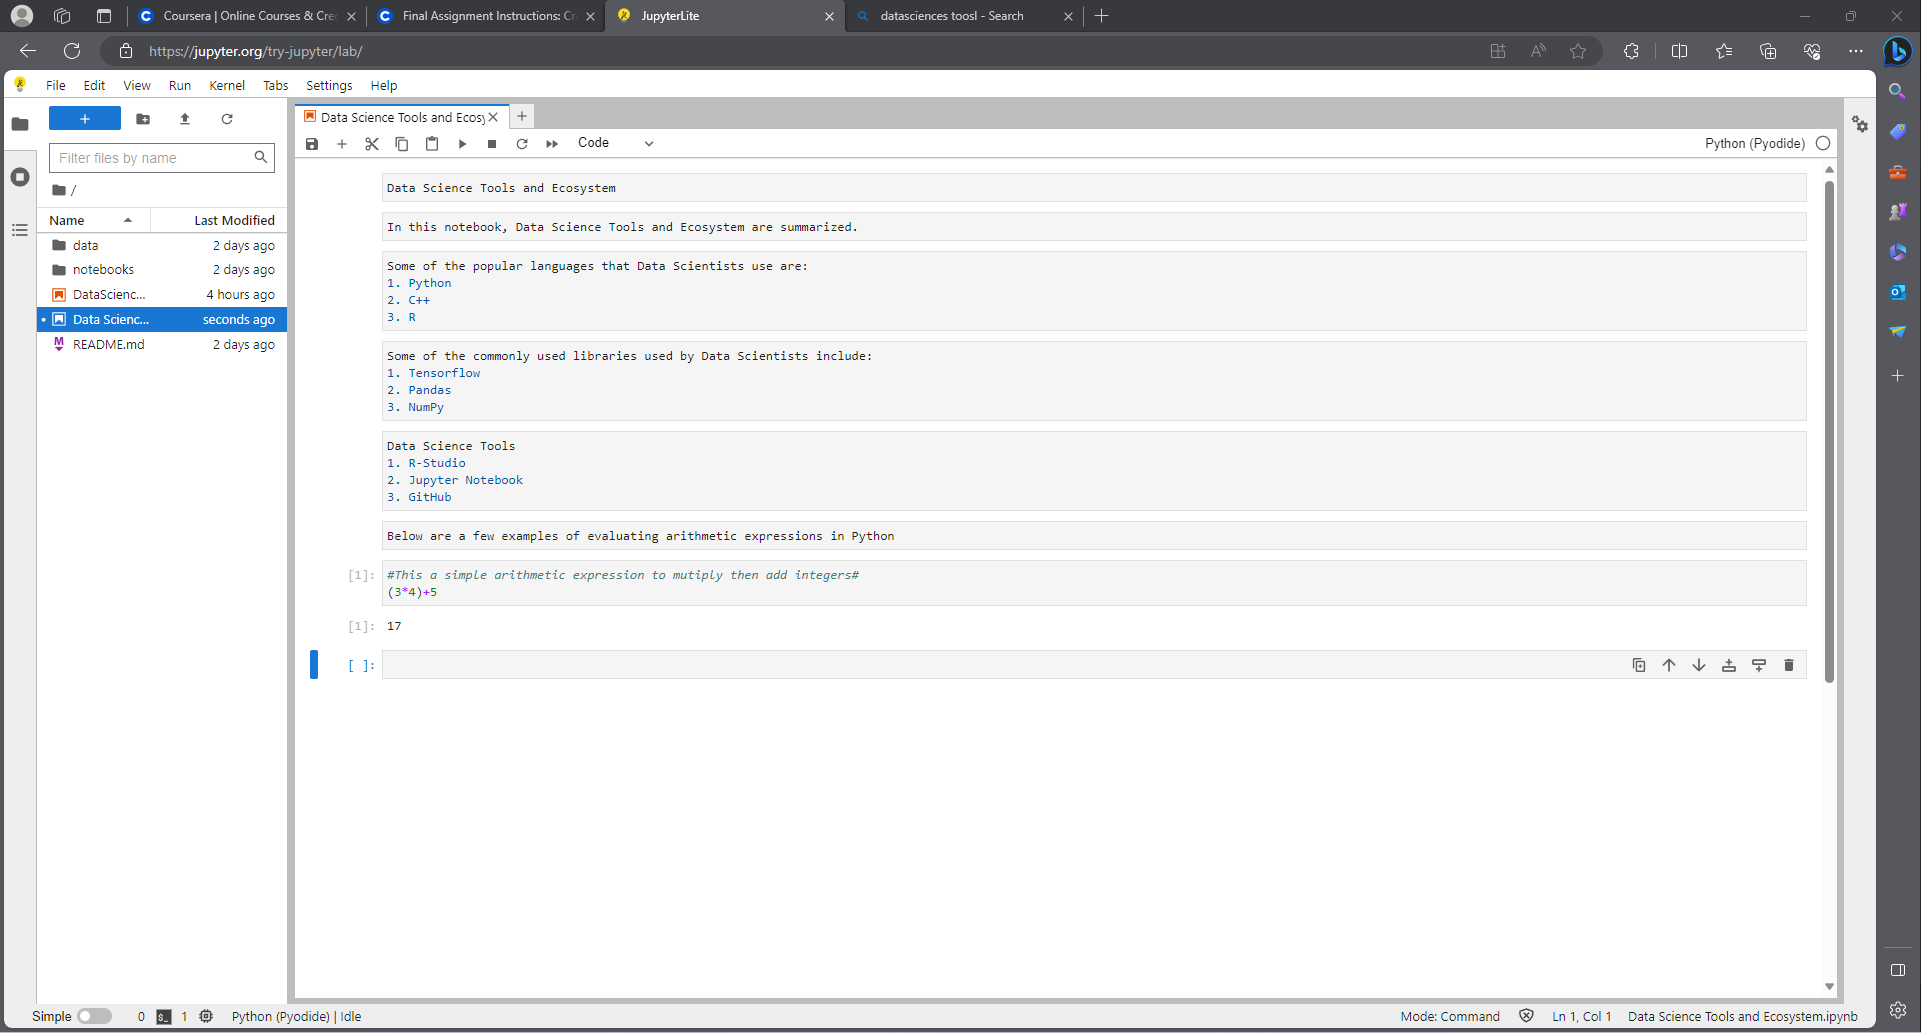 Coursera | Online Courses & Cre
Final Assignment Instructions: Cr
JupyterLite
datasciences toosl - Search
https://jupyter.org/try-jupyter/lab/
File Edit View Run Kernel Tabs Settings Help
Data Science Tools and Ecosy
Filter files by name
Code
Python (Pyodide)
/
Name Last Modified
data 2 days ago
notebooks 2 days ago
DataScienc... 4 hours ago
Data Scienc... seconds ago
README.md 2 days ago
Data Science Tools and Ecosystem
In this notebook, Data Science Tools and Ecosystem are summarized.
Some of the popular languages that Data Scientists use are:
1. Python
2. C++
3. R
Some of the commonly used libraries used by Data Scientists include:
1. Tensorflow
2. Pandas
3. NumPy
Data Science Tools
1. R-Studio
2. Jupyter Notebook
3. GitHub
Below are a few examples of evaluating arithmetic expressions in Python
[1]: #This a simple arithmetic expression to mutiply then add integers#
(3*4)+5
[1]: 17
[ ]:
Simple 0 $_ 1 Python (Pyodide) | Idle
Mode: Command Ln 1, Col 1 Data Science Tools and Ecosystem.ipynb